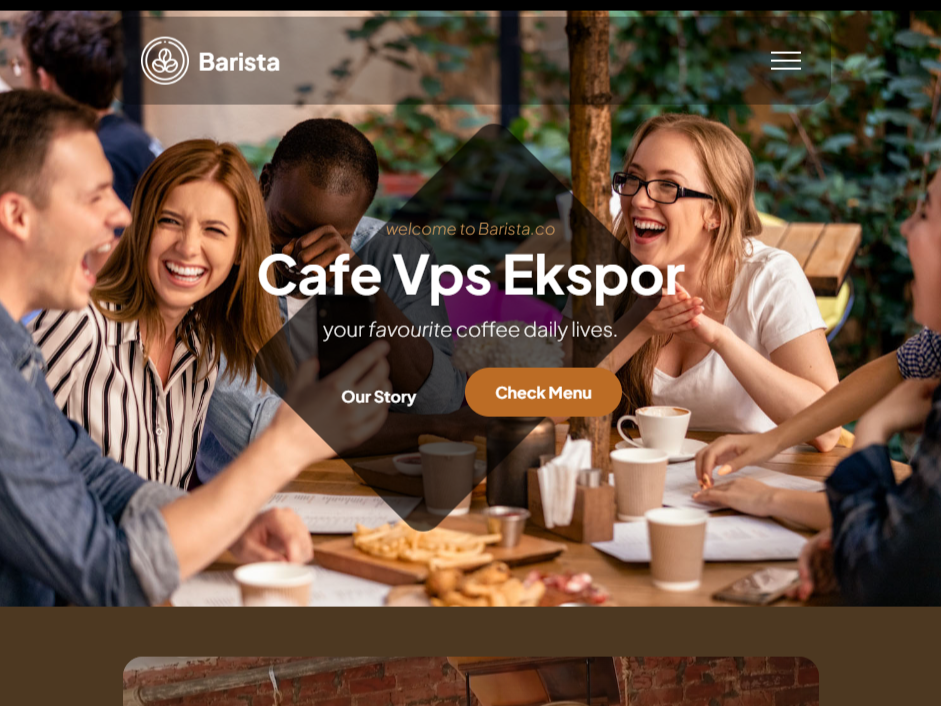 Barista
welcome to Barista.co
Cafe Vps Ekspor
your favourite coffee daily lives.
Our Story
Check Menu